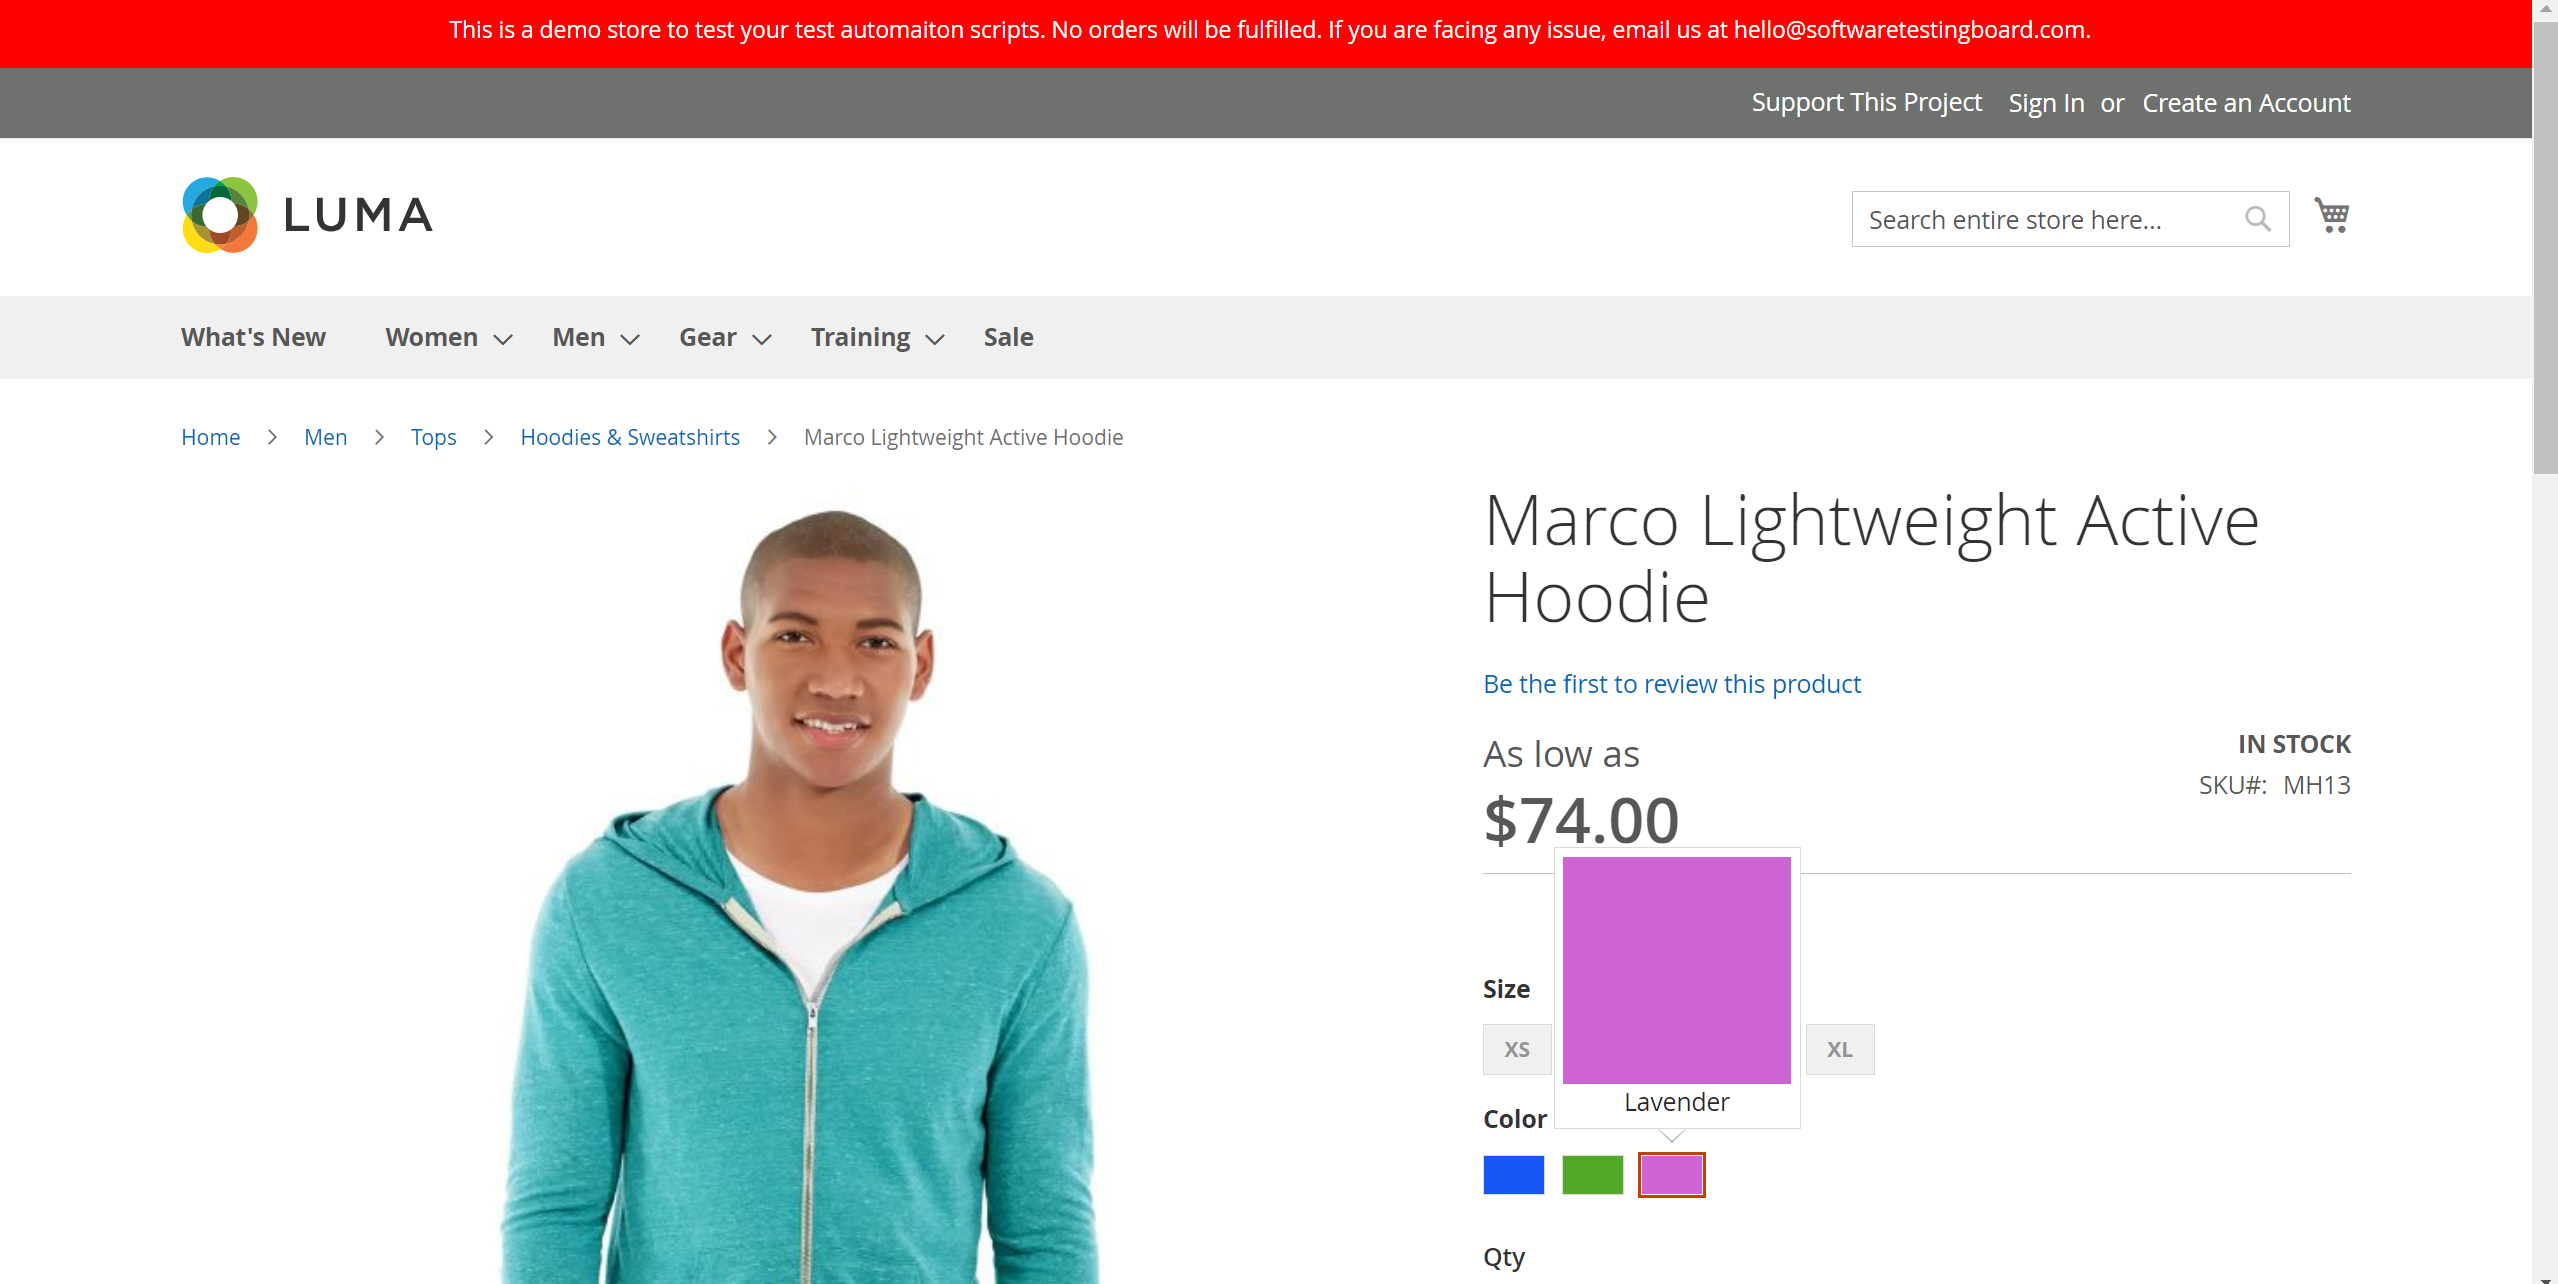 This is a demo store to test your test automaiton scripts. No orders will be fulfilled. If you are facing any issue, email us at hello@softwaretestingboard.com.
Support This Project Sign In or Create an Account
LUMA
Search entire store here...
What's New Women Men Gear Training Sale
Home > Men > Tops > Hoodies & Sweatshirts > Marco Lightweight Active Hoodie
Marco Lightweight Active
Hoodie
Be the first to review this product
As low as
$74.00
IN STOCK
SKU#: MH13
Size
XS
XL
Lavender
Color
Qty